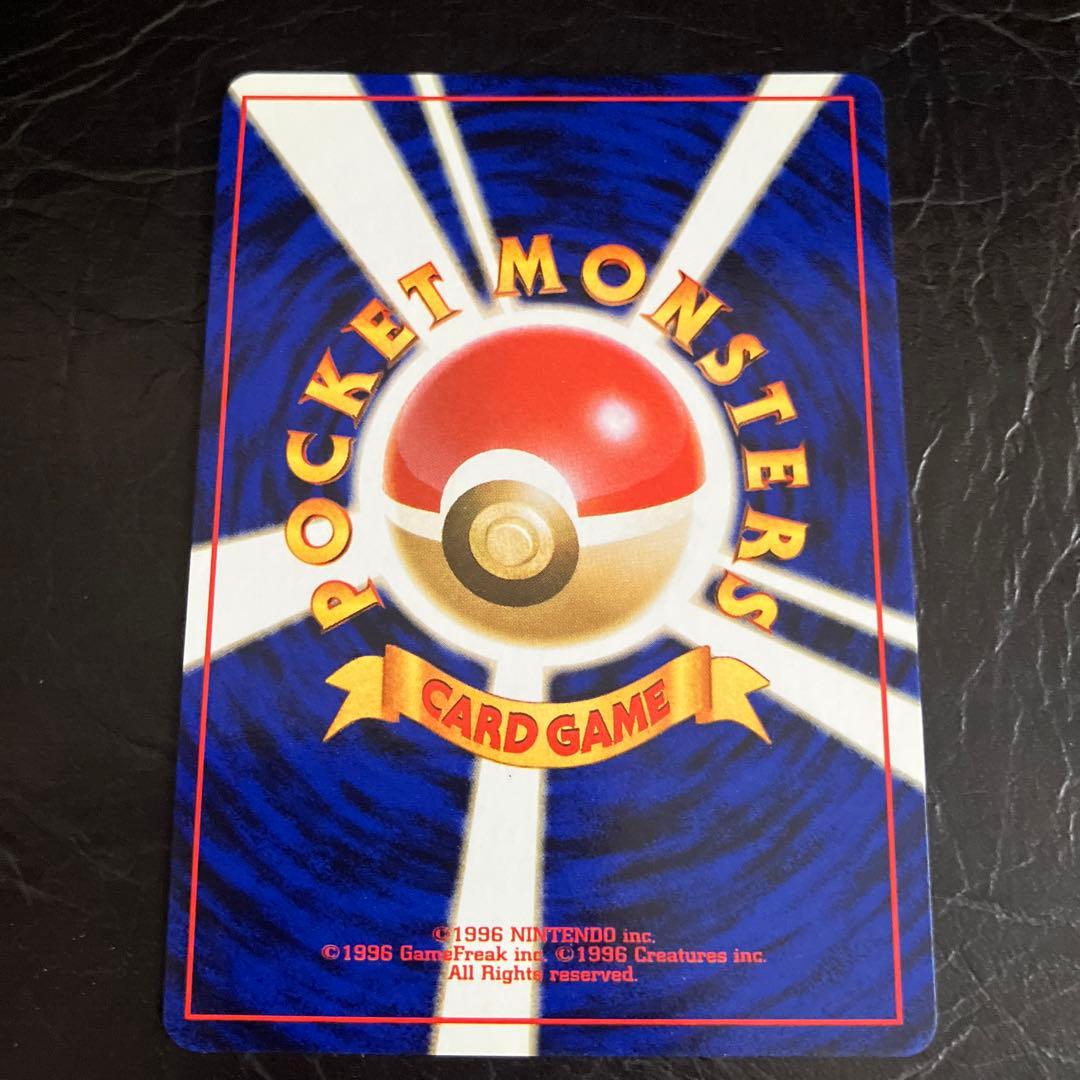 POCKET MONSTERS
CARD GAME
©1996 NINTENDO inc.
©1996 GameFreak inc. ©1996 Creatures inc.
All Rights reserved.